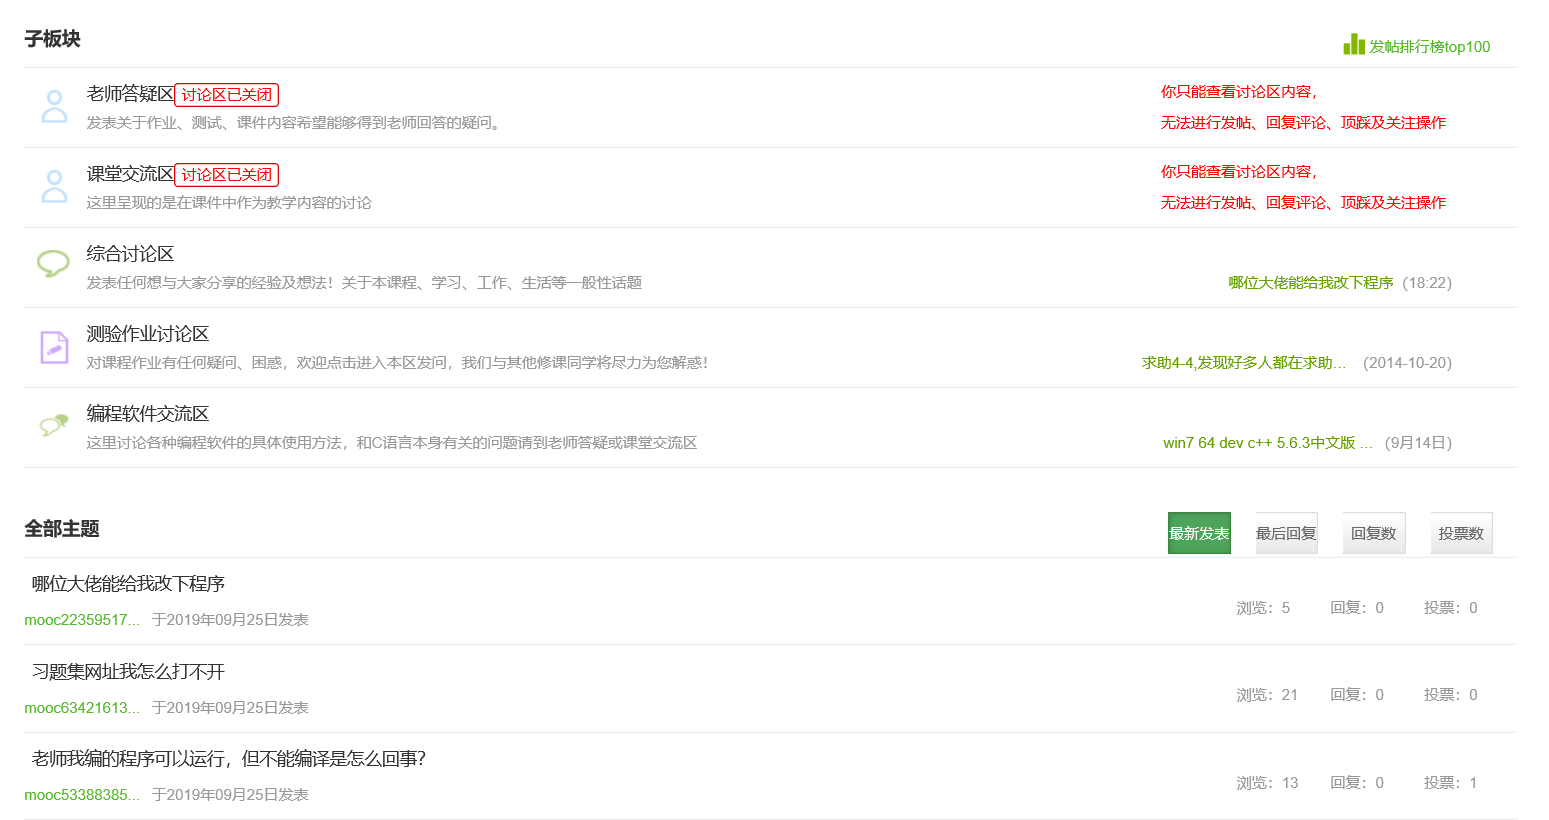 子板块
发帖排行榜top100
老师答疑区 讨论区已关闭
发表关于作业、测试、课件内容希望能够得到老师回答的疑问。
你只能查看讨论区内容，
无法进行发帖、回复评论、顶踩及关注操作
课堂交流区 讨论区已关闭
这里呈现的是在课件中作为教学内容的讨论
你只能查看讨论区内容，
无法进行发帖、回复评论、顶踩及关注操作
综合讨论区
发表任何想与大家分享的经验及想法！关于本课程、学习、工作、生活等一般性话题
哪位大佬能给我改下程序 (18:22)
测验作业讨论区
对课程作业有任何疑问、困惑，欢迎点击进入本区发问，我们与其他修课同学将尽力为您解惑！
求助4-4,发现好多人都在求助... (2014-10-20)
编程软件交流区
这里讨论各种编程软件的具体使用方法，和C语言本身有关的问题请到老师答疑或课堂交流区
win7 64 dev c++ 5.6.3中文版 ... (9月14日)
全部主题
最新发表 最后回复 回复数 投票数
哪位大佬能给我改下程序
mooc22359517... 于2019年09月25日发表
浏览：5 回复：0 投票：0
习题集网址我怎么打不开
mooc63421613... 于2019年09月25日发表
浏览：21 回复：0 投票：0
老师我编的程序可以运行，但不能编译是怎么回事？
mooc53388385... 于2019年09月25日发表
浏览：13 回复：0 投票：1